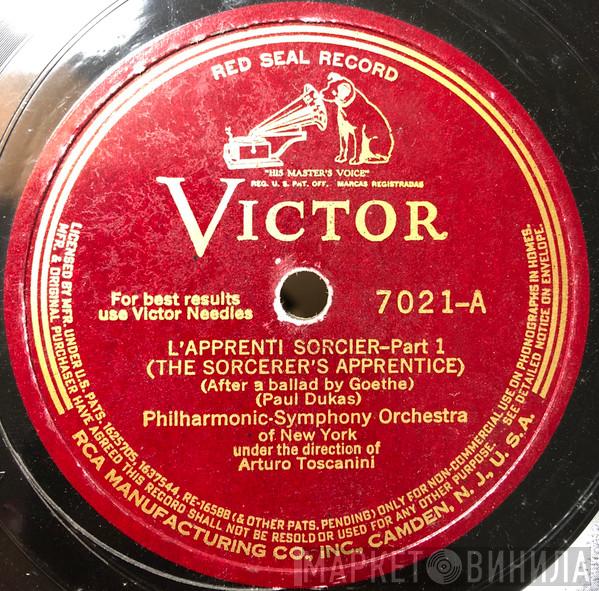 RED SEAL RECORD
"HIS MASTER'S VOICE"
REG. U. S. PAT. OFF. MARCAS REGISTRADAS
VICTOR
For best results
use Victor Needles
7021-A
L'APPRENTI SORCIER-Part 1
(THE SORCERER'S APPRENTICE)
(After a ballad by Goethe)
(Paul Dukas)
Philharmonic-Symphony Orchestra
of New York
under the direction of
Arturo Toscanini
LICENSED BY MFR. UNDER U.S. PATS. 1625705, 1637544, RE-16588 (& OTHER PATS. PENDING) ONLY FOR NON-COMMERCIAL USE ON PHONOGRAPHS IN HOMES.
MFR. & ORIGINAL PURCHASER HAVE AGREED THIS RECORD SHALL NOT BE RESOLD OR USED FOR ANY OTHER PURPOSE. SEE DETAILED NOTICE ON ENVELOPE.
RCA MANUFACTURING CO., INC., CAMDEN, N. J., U. S. A.
МАРКЕТ ВИНИЛА